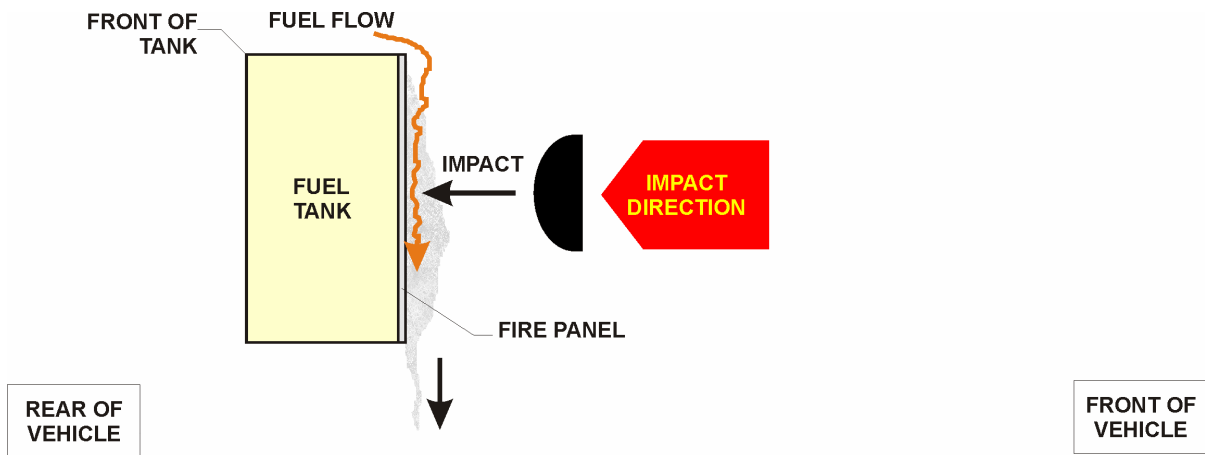 FRONT OF
TANK
FUEL FLOW
IMPACT
FUEL
TANK
IMPACT
DIRECTION
FIRE PANEL
REAR OF
VEHICLE
FRONT OF
VEHICLE